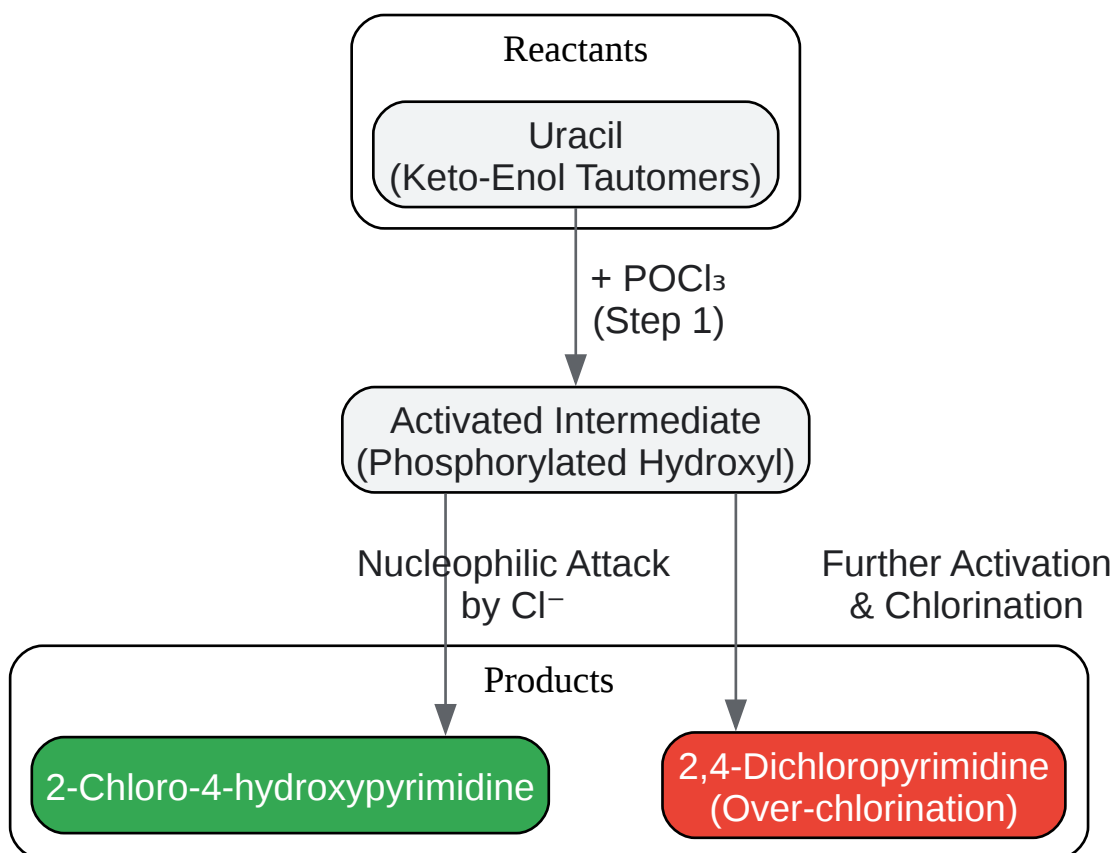 Reactants
Uracil
(Keto-Enol Tautomers)
+ POCl₃
(Step 1)
Activated Intermediate
(Phosphorylated Hydroxyl)
Nucleophilic Attack
by Cl⁻
Further Activation
& Chlorination
Products
2-Chloro-4-hydroxypyrimidine
2,4-Dichloropyrimidine
(Over-chlorination)